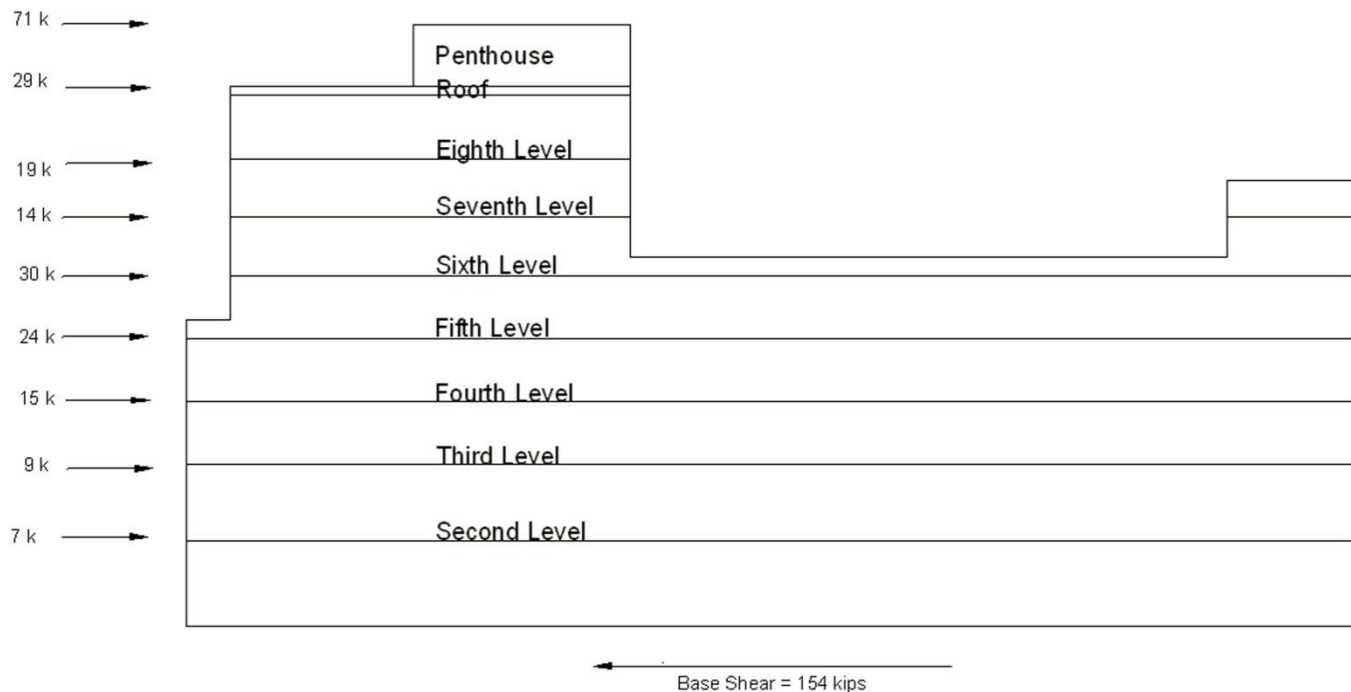 71 k
Penthouse
29 k
Roof
Eighth Level
19 k
Seventh Level
14 k
Sixth Level
30 k
Fifth Level
24 k
Fourth Level
15 k
Third Level
9 k
Second Level
7 k
Base Shear = 154 kips